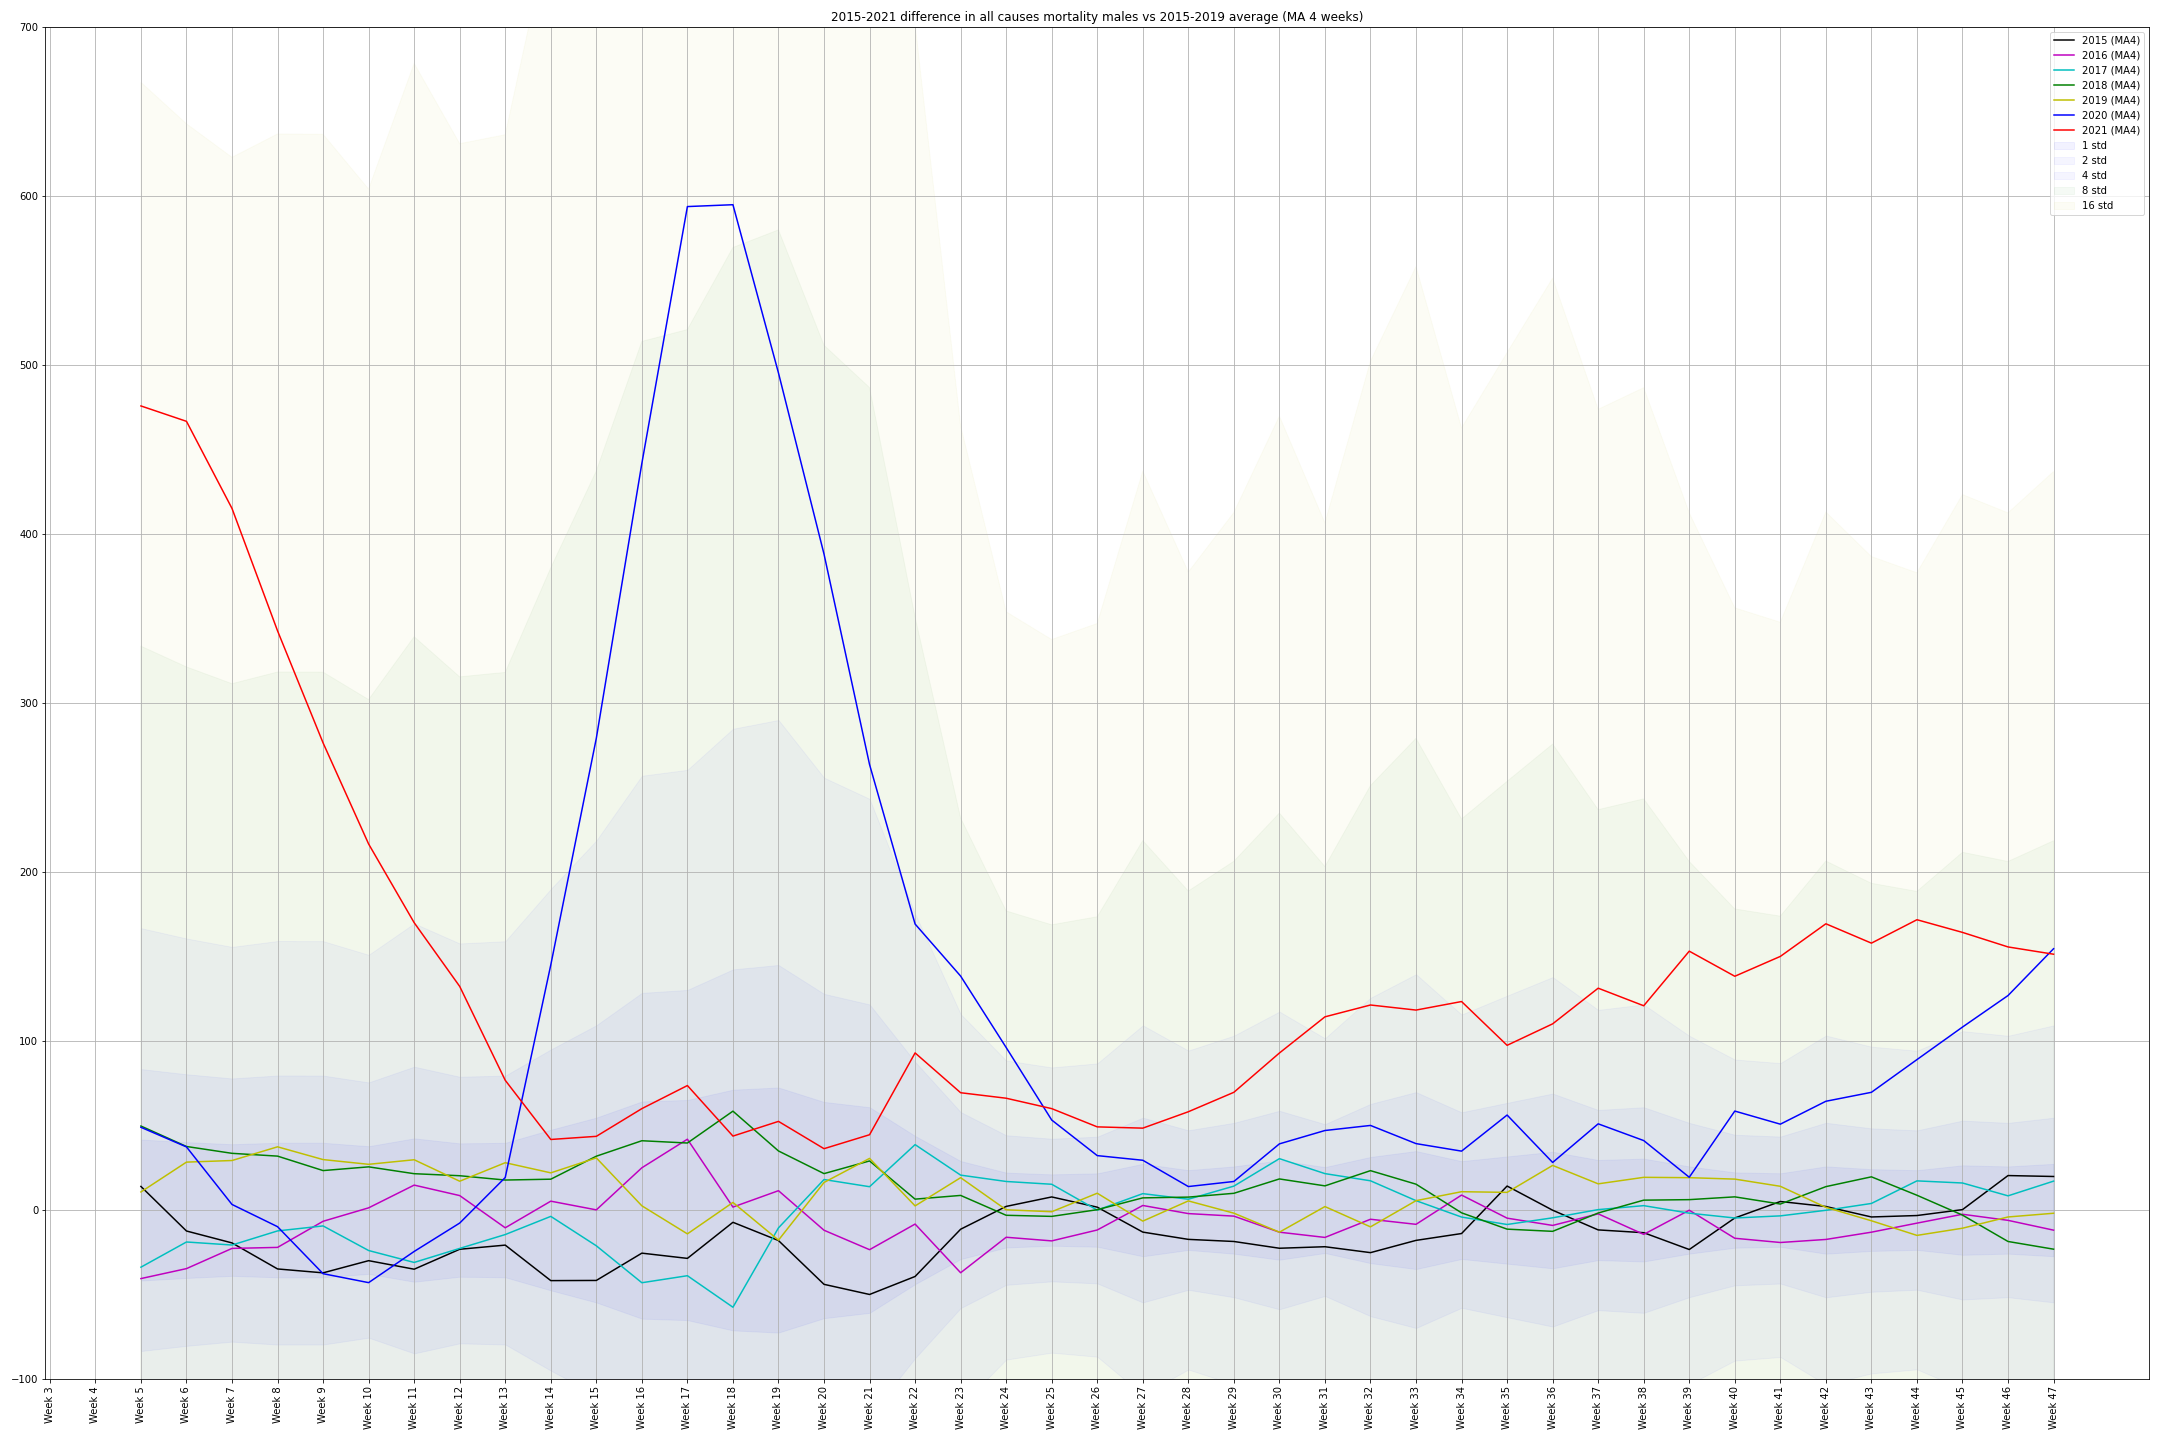 2015-2021 difference in all causes mortality males vs 2015-2019 average (MA 4 weeks)
700
600
500
400
300
200
100
0
−100
2015 (MA4)
2016 (MA4)
2017 (MA4)
2018 (MA4)
2019 (MA4)
2020 (MA4)
2021 (MA4)
1 std
2 std
4 std
8 std
16 std
Week 3
Week 4
Week 5
Week 6
Week 7
Week 8
Week 9
Week 10
Week 11
Week 12
Week 13
Week 14
Week 15
Week 16
Week 17
Week 18
Week 19
Week 20
Week 21
Week 22
Week 23
Week 24
Week 25
Week 26
Week 27
Week 28
Week 29
Week 30
Week 31
Week 32
Week 33
Week 34
Week 35
Week 36
Week 37
Week 38
Week 39
Week 40
Week 41
Week 42
Week 43
Week 44
Week 45
Week 46
Week 47